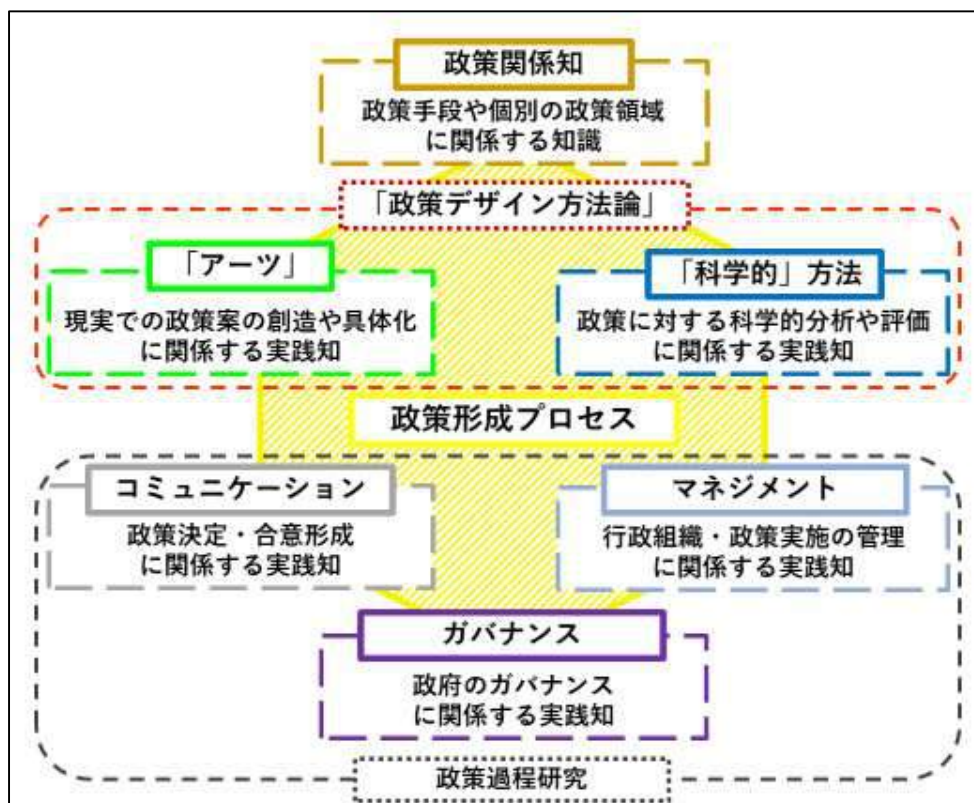 政策関係知
政策手段や個別の政策領域
に関係する知識
「政策デザイン方法論」
「アーツ」
現実での政策案の創造や具体化
に関係する実践知
「科学的」方法
政策に対する科学的分析や評価
に関係する実践知
政策形成プロセス
コミュニケーション
政策決定・合意形成
に関係する実践知
マネジメント
行政組織・政策実施の管理
に関係する実践知
ガバナンス
政府のガバナンス
に関係する実践知
政策過程研究